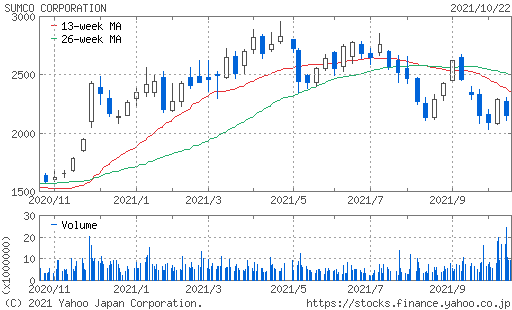 SUMCO CORPORATION 2021/10/22
3000
13-week MA
26-week MA
2500
2000
1500
2020/11 2021/1 2021/3 2021/5 2021/7 2021/9
30
Volume
20
10
0
(x1000000)
2020/11 2021/1 2021/3 2021/5 2021/7 2021/9
(C) 2021 Yahoo Japan Corporation. https://stocks.finance.yahoo.co.jp